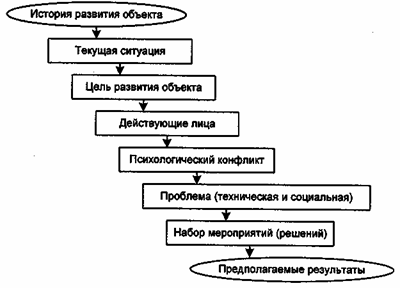 История развития объекта
Текущая ситуация
Цель развития объекта
Действующие лица
Психологический конфликт
Проблема (техническая и социальная)
Набор мероприятий (решений)
Предполагаемые результаты